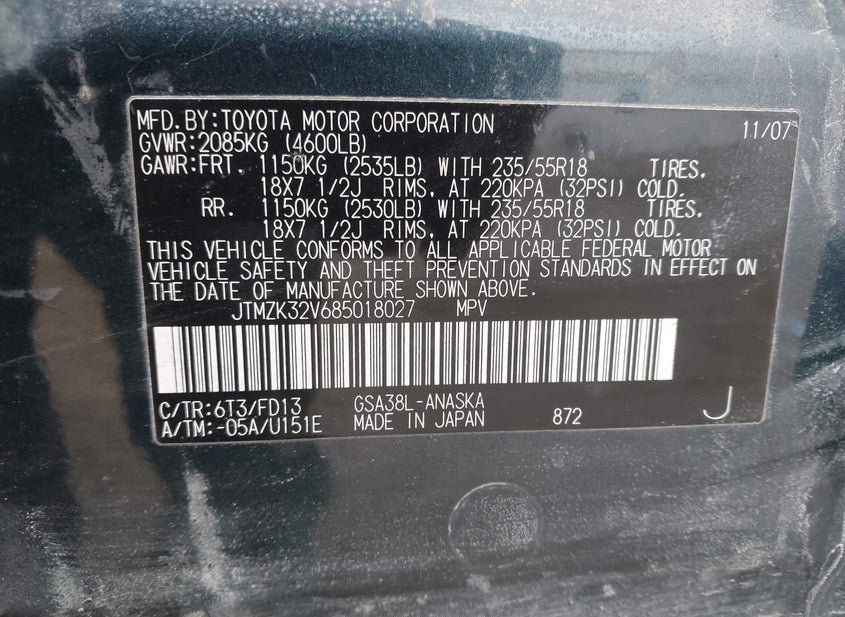 MFD.BY:TOYOTA MOTOR CORPORATION 11/07
GVWR:2085KG (4600LB)
GAWR:FRT. 1150KG (2535LB) WITH 235/55R18 TIRES,
18X7 1/2J RIMS, AT 220KPA (32PSI) COLD.
RR. 1150KG (2530LB) WITH 235/55R18 TIRES,
18X7 1/2J RIMS, AT 220KPA (32PSI) COLD.
THIS VEHICLE CONFORMS TO ALL APPLICABLE FEDERAL MOTOR
VEHICLE SAFETY AND THEFT PREVENTION STANDARDS IN EFFECT ON
THE DATE OF MANUFACTURE SHOWN ABOVE.
JTMZK32V685018027 MPV
C/TR:6T3/FD13 GSA38L-ANASKA
A/TM:-05A/U151E MADE IN JAPAN 872 J